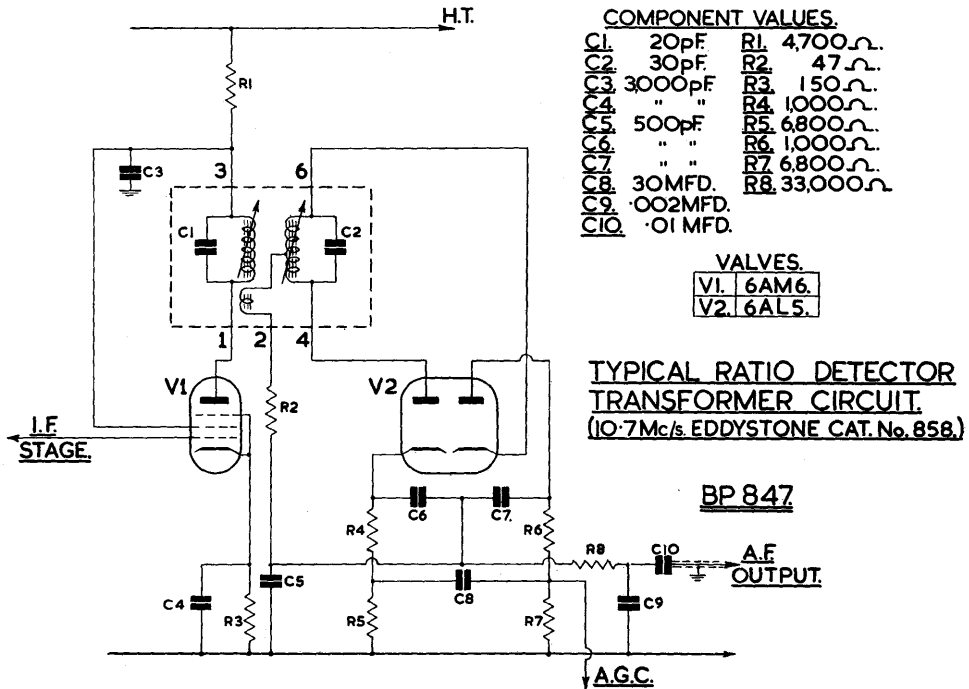 H.T.
COMPONENT VALUES.
C1. 20pF. R1. 4,700Ω.
C2 30pF. R2. 47Ω.
C3. 3,000pF R3. 150Ω.
C4. " " R4. 1,000Ω.
C5. 500pF. R5. 6,800Ω.
C6. " " R6. 1,000Ω.
C7. " " R7. 6,800Ω.
C8. 30 MFD. R8. 33,000Ω
C9. ·002MFD.
C10. ·01 MFD.
R1
C3
3
6
C1
C2
1
2
4
VALVES.
V1. 6AM6.
V2. 6AL5.
V1
R2
V2
TYPICAL RATIO DETECTOR
TRANSFORMER CIRCUIT.
(10·7Mc/s. EDDYSTONE CAT. No. 858.)
I.F.
STAGE.
BP 847.
C6
C7.
R4
R6
R8
C10
A.F.
OUTPUT.
C5
C8
C4
R3
R5
R7
C9
A.G.C.